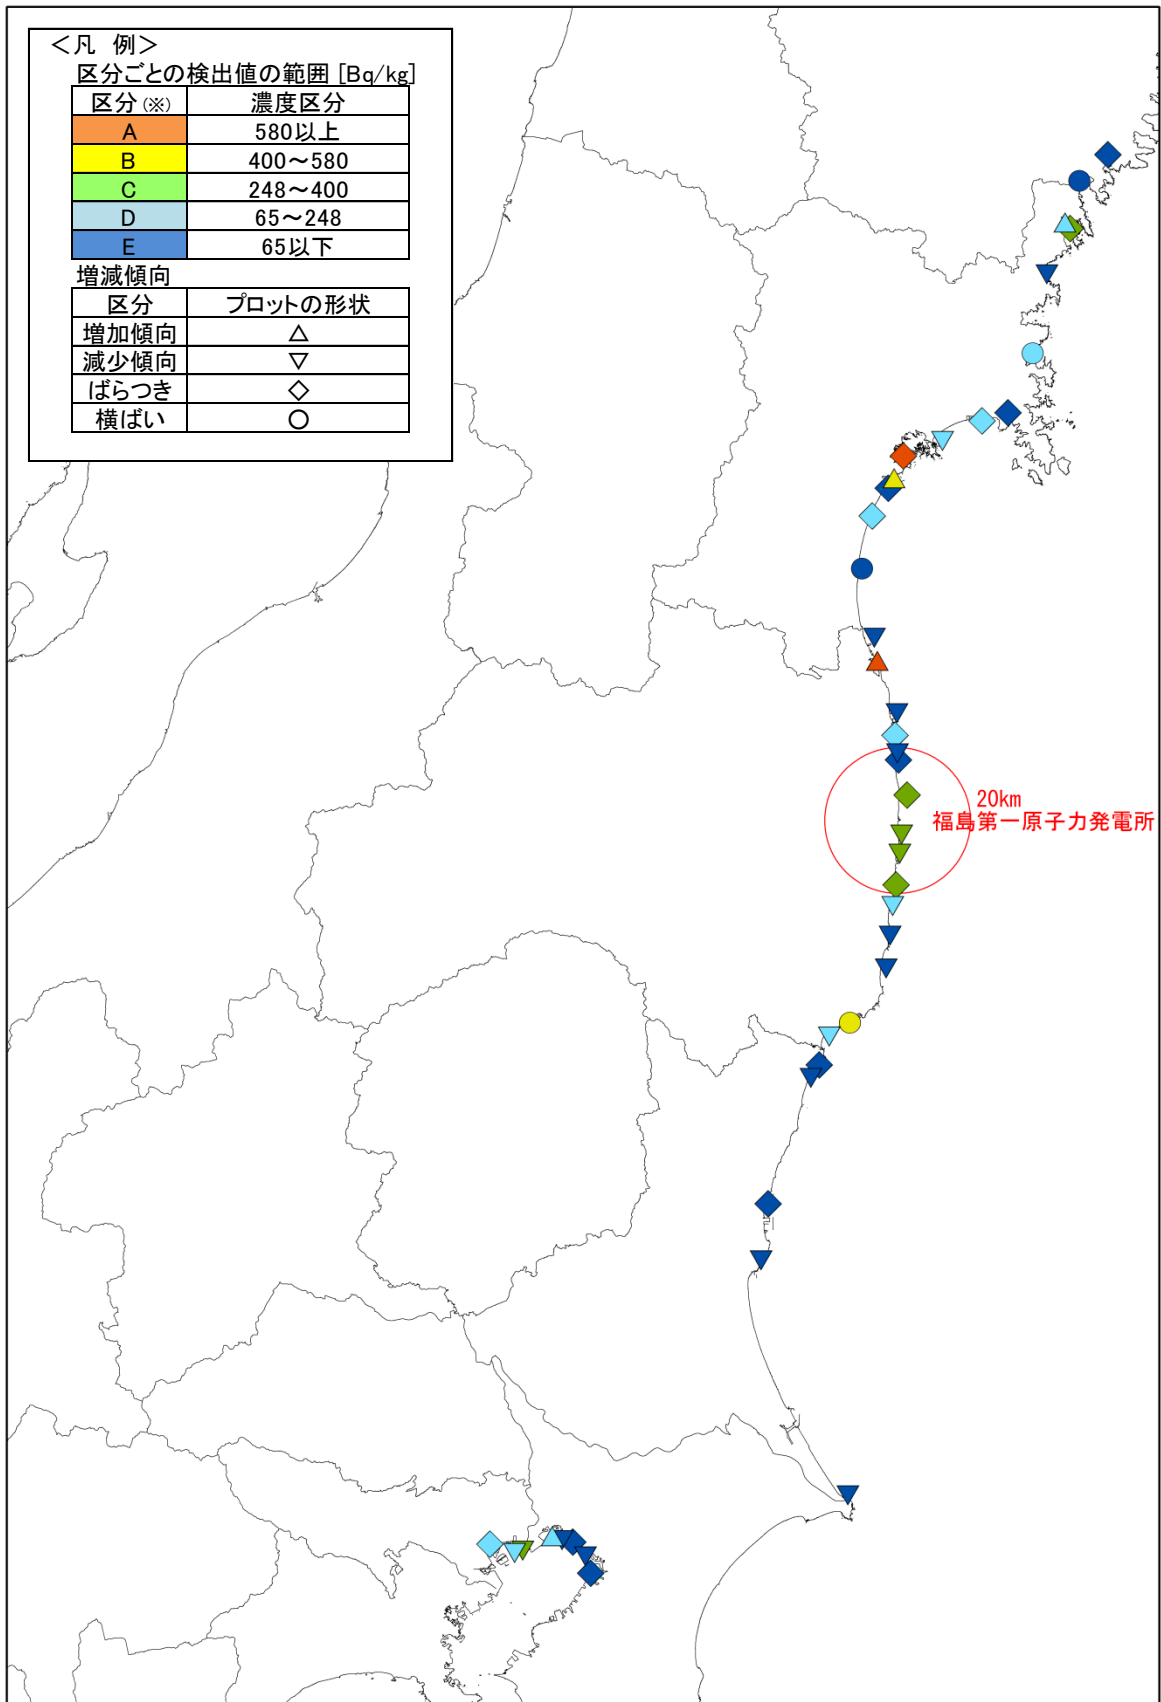 ＜凡 例＞
区分ごとの検出値の範囲 [Bq/kg]
区分(※) 濃度区分
A 580以上
B 400～580
C 248～400
D 65～248
E 65以下
増減傾向
区分 プロットの形状
増加傾向 △
減少傾向 ▽
ばらつき ◇
横ばい ○
20km
福島第一原子力発電所